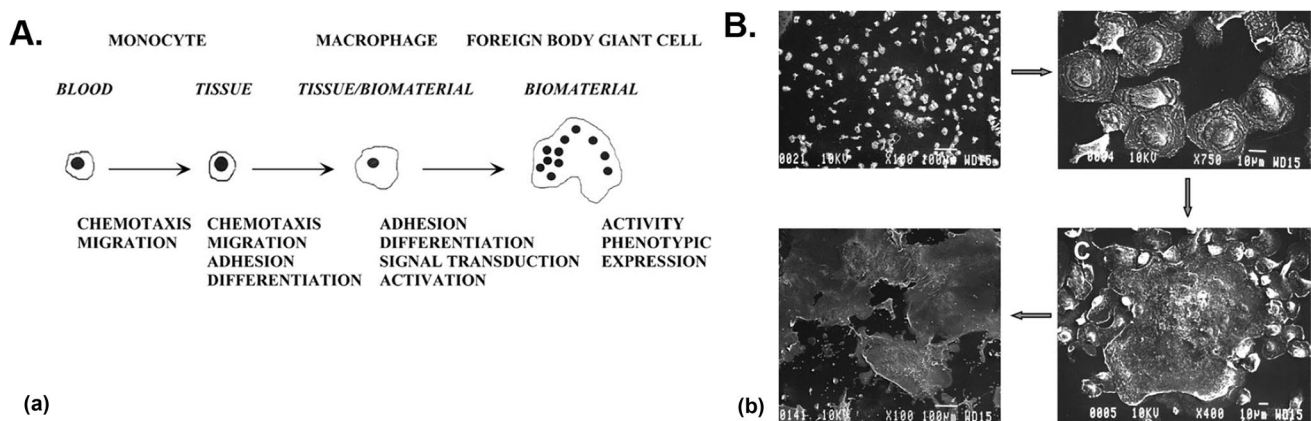 A.
MONOCYTE MACROPHAGE FOREIGN BODY GIANT CELL
BLOOD TISSUE TISSUE/BIOMATERIAL BIOMATERIAL
CHEMOTAXIS
MIGRATION
CHEMOTAXIS
MIGRATION
ADHESION
DIFFERENTIATION
ADHESION
DIFFERENTIATION
SIGNAL TRANSDUCTION
ACTIVATION
ACTIVITY
PHENOTYPIC
EXPRESSION
(a)
B.
0021 10KV X100 100µm WD15
0004 10KV X750 10µm WD15
0141 10KV X100 100µm WD15
C
0005 10KV X400 10µm WD15
(b)